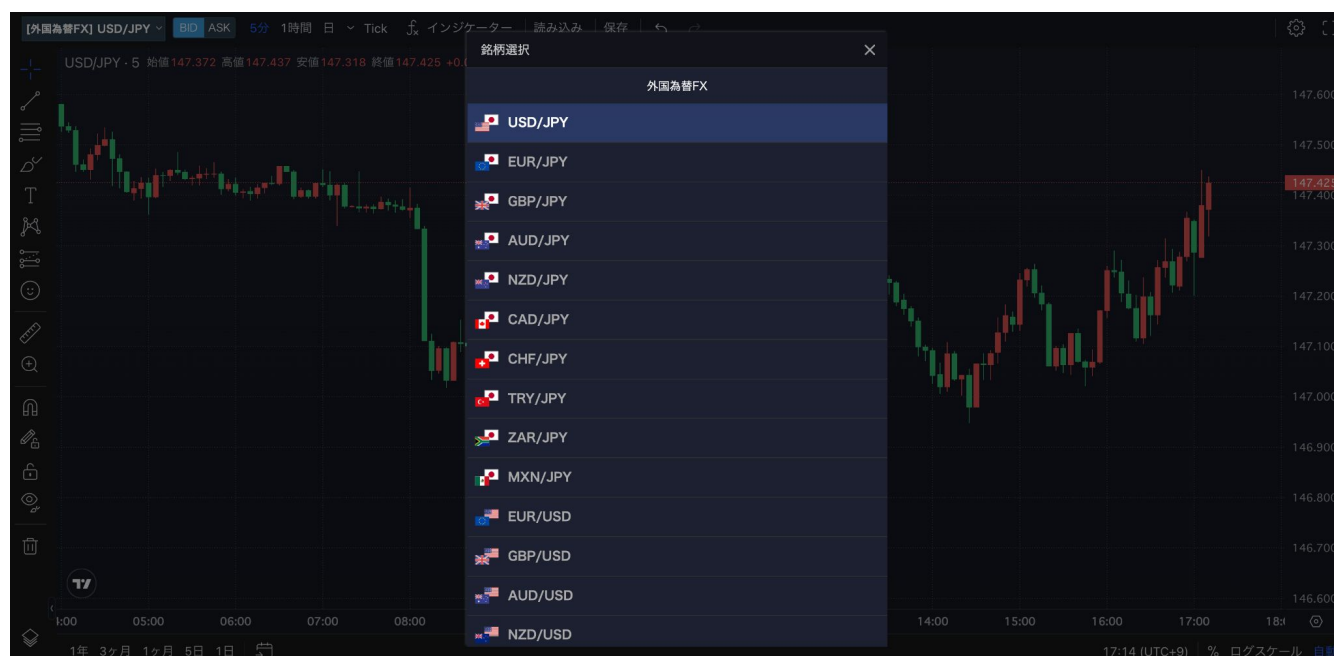 [外国為替FX] USD/JPY BID ASK 5分 1時間 日 Tick fx インジケーター 読み込み 保存
USD/JPY・5 始値147.372 高値147.437 安値147.318 終値147.425
銘柄選択
外国為替FX
USD/JPY
EUR/JPY
GBP/JPY
AUD/JPY
NZD/JPY
CAD/JPY
CHF/JPY
TRY/JPY
ZAR/JPY
MXN/JPY
EUR/USD
GBP/USD
AUD/USD
NZD/USD
147.600
147.500
147.425
147.400
147.300
147.200
147.100
147.000
146.900
146.800
146.700
146.600
05:00 06:00 07:00 08:00 14:00 15:00 16:00 17:00
1年 3ヶ月 1ヶ月 5日 1日 17:14 (UTC+9) % ログスケール 自動